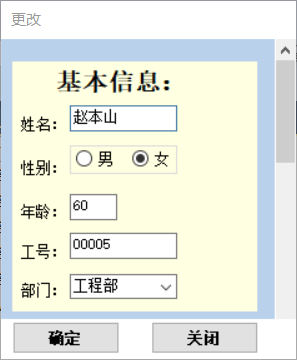 更改
基本信息：
姓名： 赵本山
性别： 男 女
年龄： 60
工号： 00005
部门： 工程部
确定 关闭